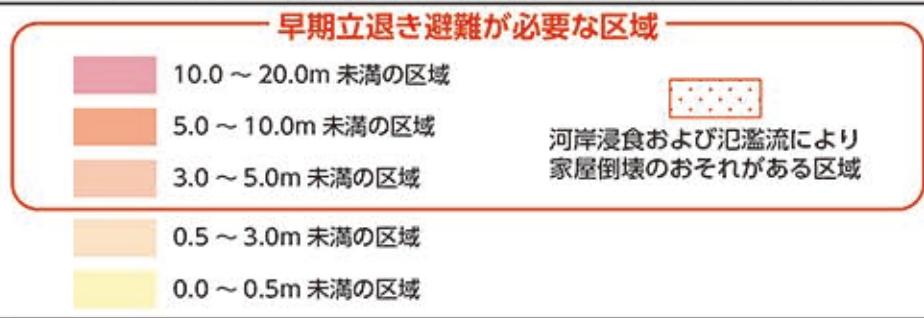 早期立退き避難が必要な区域
10.0 ～ 20.0m 未満の区域
5.0 ～ 10.0m 未満の区域
3.0 ～ 5.0m 未満の区域
河岸浸食および氾濫流により
家屋倒壊のおそれがある区域
0.5 ～ 3.0m 未満の区域
0.0 ～ 0.5m 未満の区域